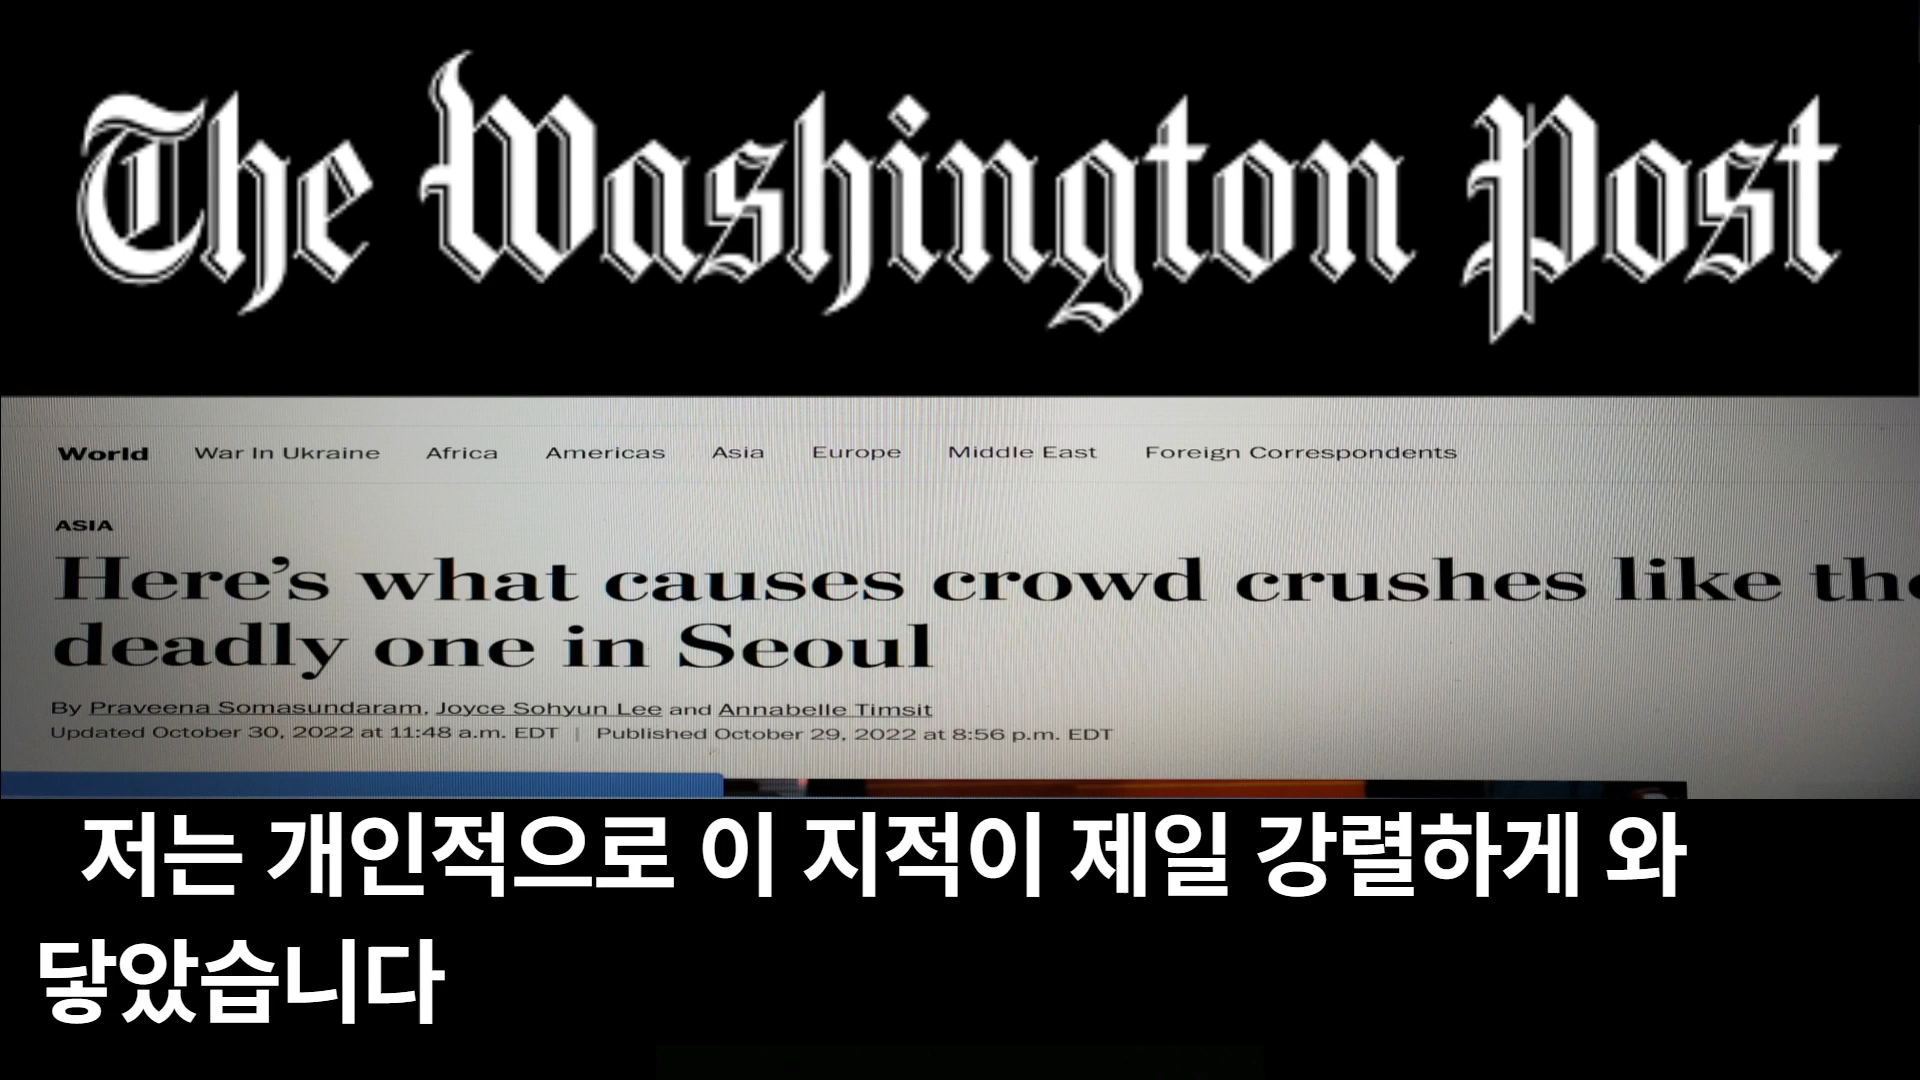 The Washington Post
World War In Ukraine Africa Americas Asia Europe Middle East Foreign Correspondents
ASIA
Here's what causes crowd crushes like the
deadly one in Seoul
By Praveena Somasundaram, Joyce Sohyun Lee and Annabelle Timsit
Updated October 30, 2022 at 11:48 a.m. EDT | Published October 29, 2022 at 8:56 p.m. EDT
저는 개인적으로 이 지적이 제일 강렬하게 와
닿았습니다